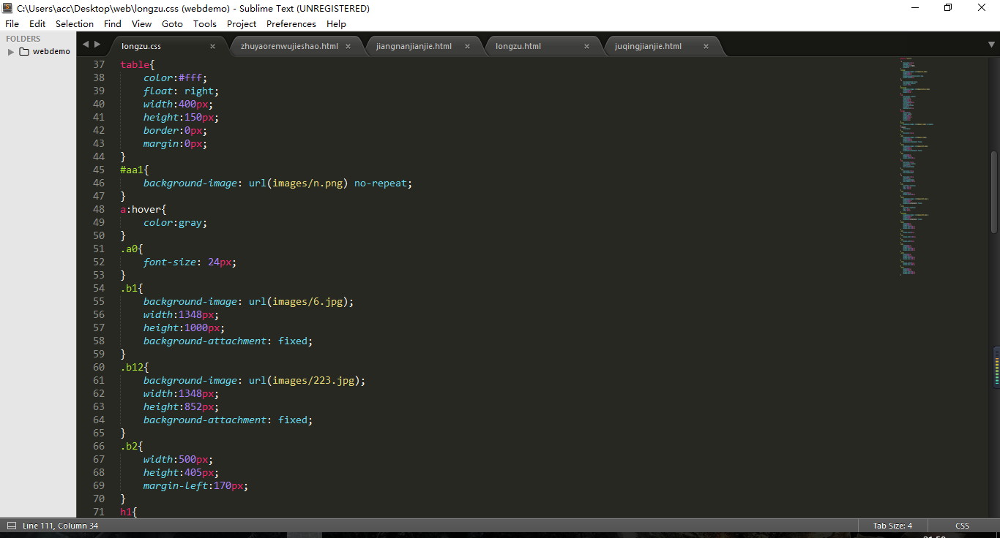 C:\Users\acc\Desktop\web\longzu.css (webdemo) - Sublime Text (UNREGISTERED)
File Edit Selection Find View Goto Tools Project Preferences Help
FOLDERS
webdemo
longzu.css zhuyaorenwujieshao.html jiangnanjianjie.html longzu.html juqingjianjie.html
37 table{
38 color:#fff;
39 float: right;
40 width:400px;
41 height:150px;
42 border:0px;
43 margin:0px;
44 }
45 #aa1{
46 background-image: url(images/n.png) no-repeat;
47 }
48 a:hover{
49 color:gray;
50 }
51 .a0{
52 font-size: 24px;
53 }
54 .b1{
55 background-image: url(images/6.jpg);
56 width:1348px;
57 height:1000px;
58 background-attachment: fixed;
59 }
60 .b12{
61 background-image: url(images/223.jpg);
62 width:1348px;
63 height:852px;
64 background-attachment: fixed;
65 }
66 .b2{
67 width:500px;
68 height:405px;
69 margin-left:170px;
70 }
71 h1{
Line 111, Column 34 Tab Size: 4 CSS